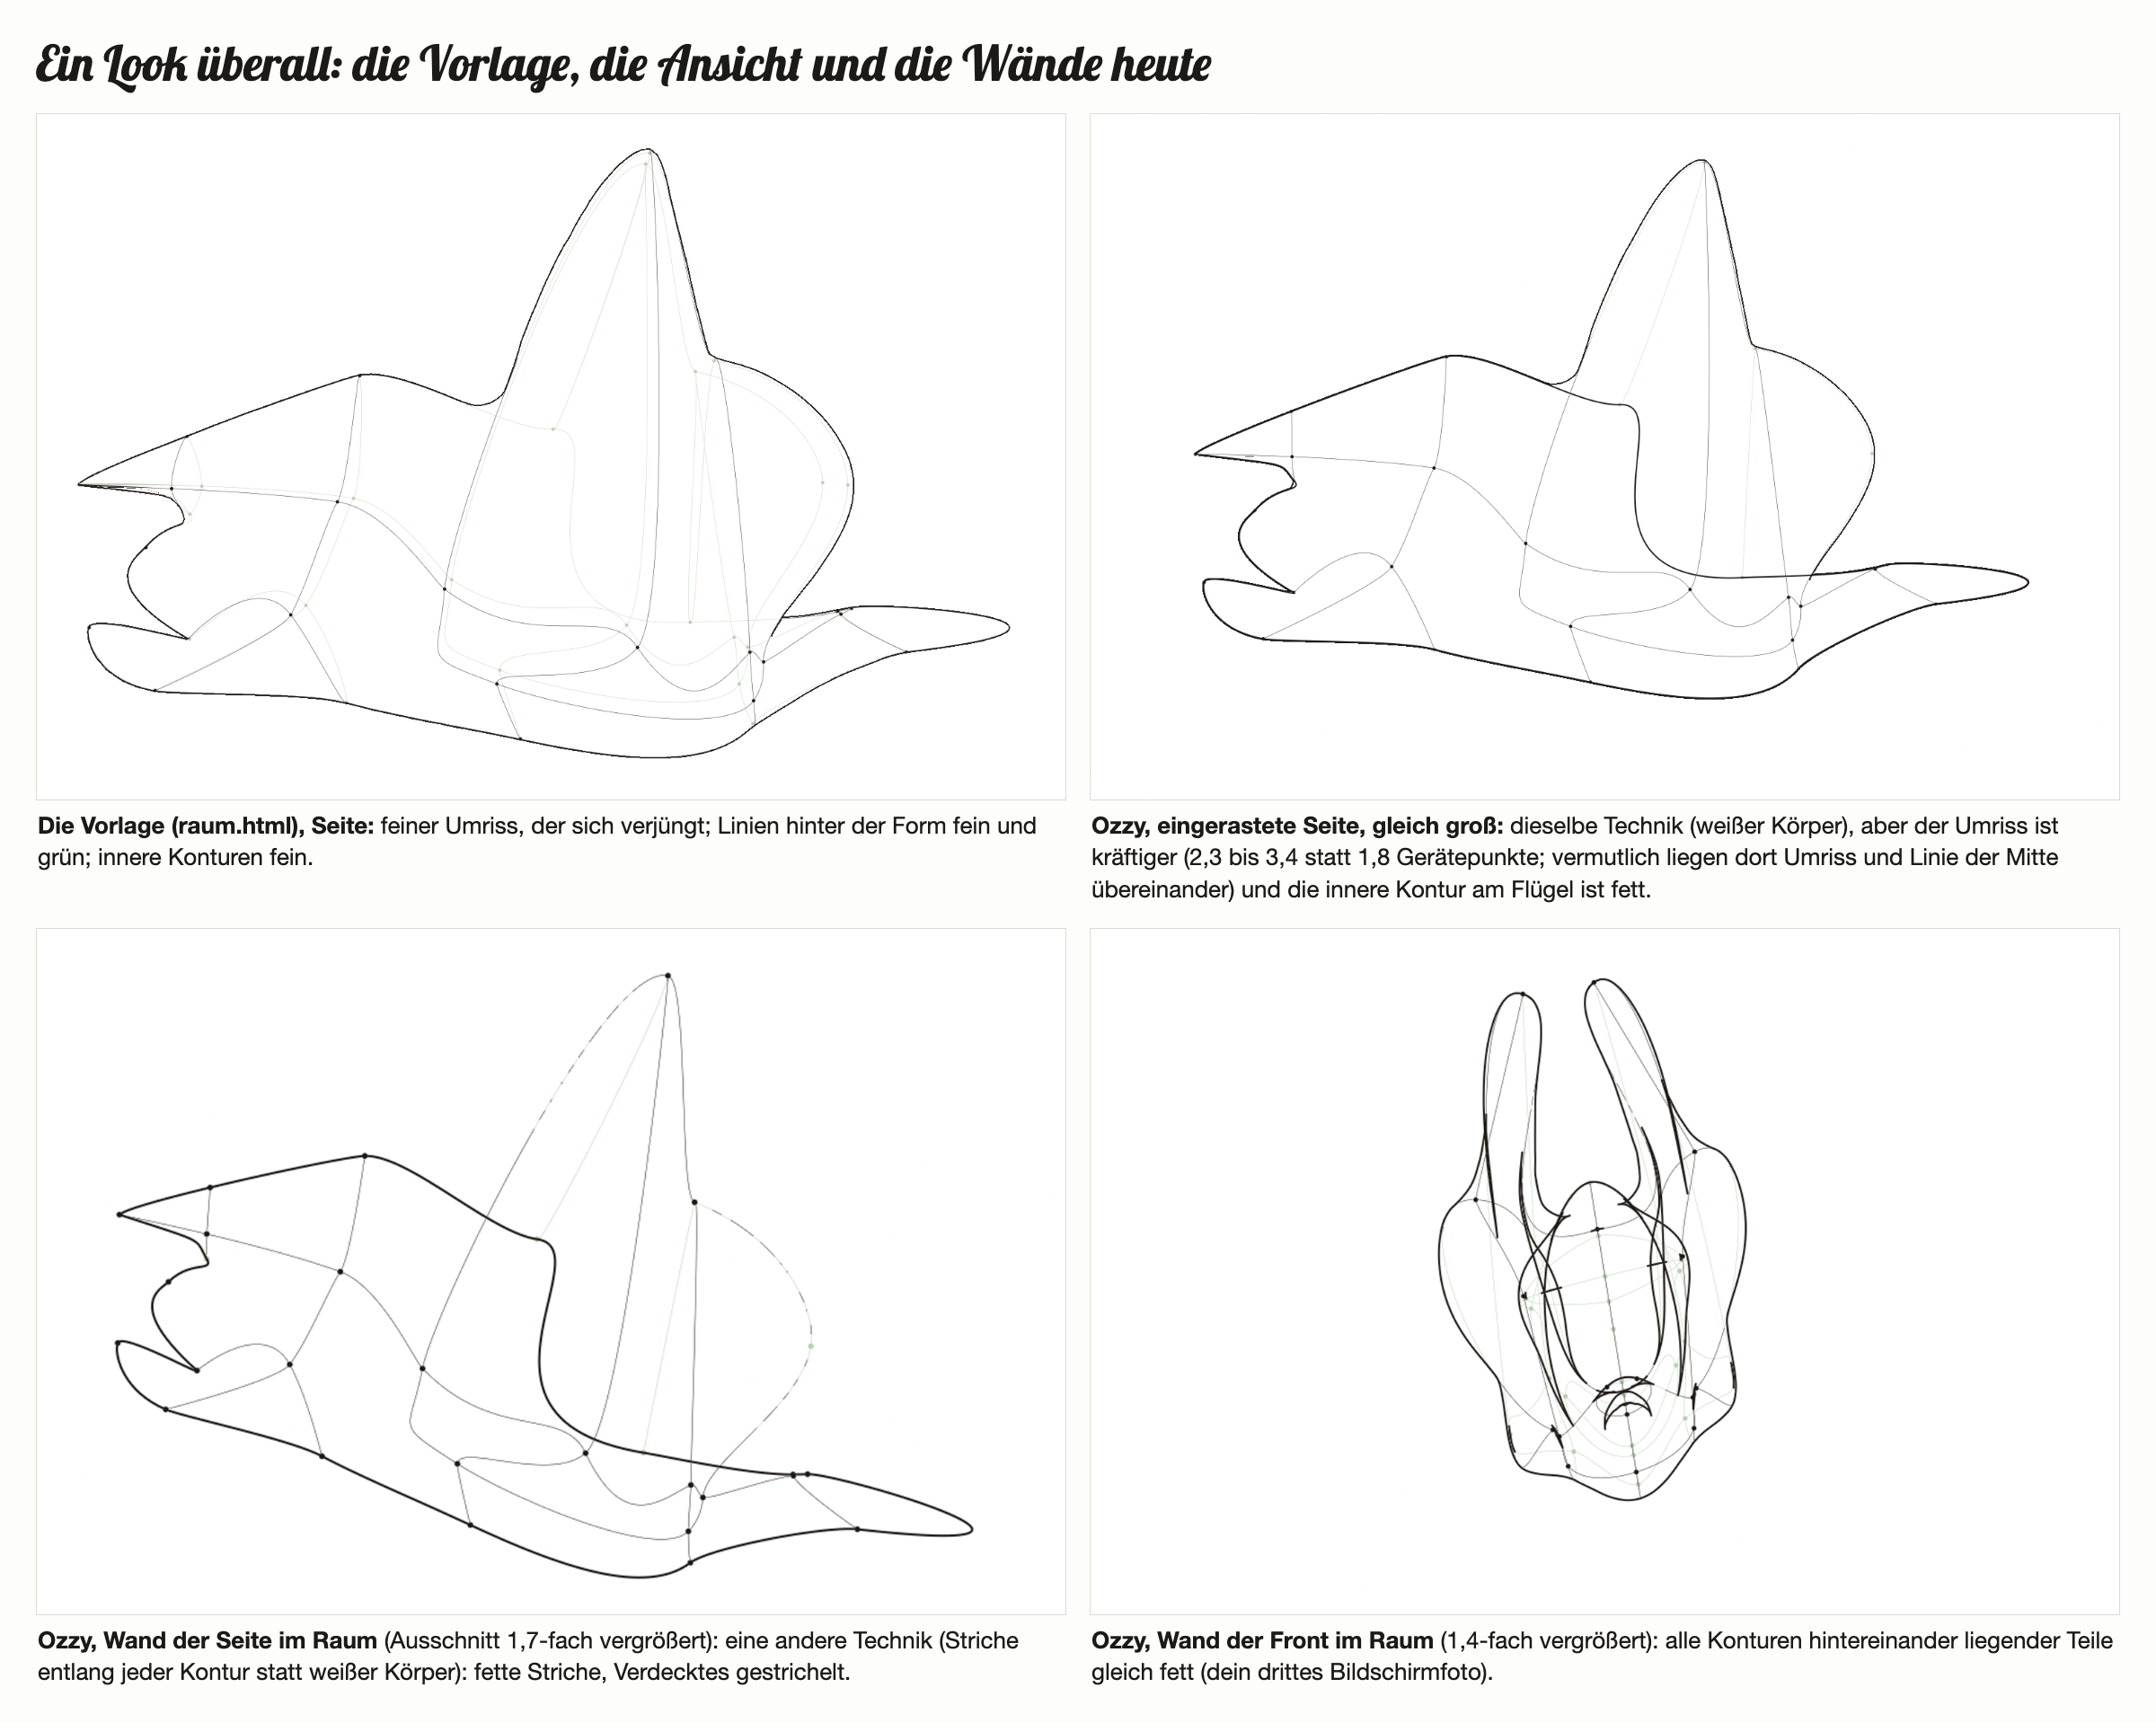 Ein Look überall: die Vorlage, die Ansicht und die Wände heute
Die Vorlage (raum.html), Seite: feiner Umriss, der sich verjüngt; Linien hinter der Form fein und
grün; innere Konturen fein.
Ozzy, eingerastete Seite, gleich groß: dieselbe Technik (weißer Körper), aber der Umriss ist
kräftiger (2,3 bis 3,4 statt 1,8 Gerätepunkte; vermutlich liegen dort Umriss und Linie der Mitte
übereinander) und die innere Kontur am Flügel ist fett.
Ozzy, Wand der Seite im Raum (Ausschnitt 1,7-fach vergrößert): eine andere Technik (Striche
entlang jeder Kontur statt weißer Körper): fette Striche, Verdecktes gestrichelt.
Ozzy, Wand der Front im Raum (1,4-fach vergrößert): alle Konturen hintereinander liegender Teile
gleich fett (dein drittes Bildschirmfoto).